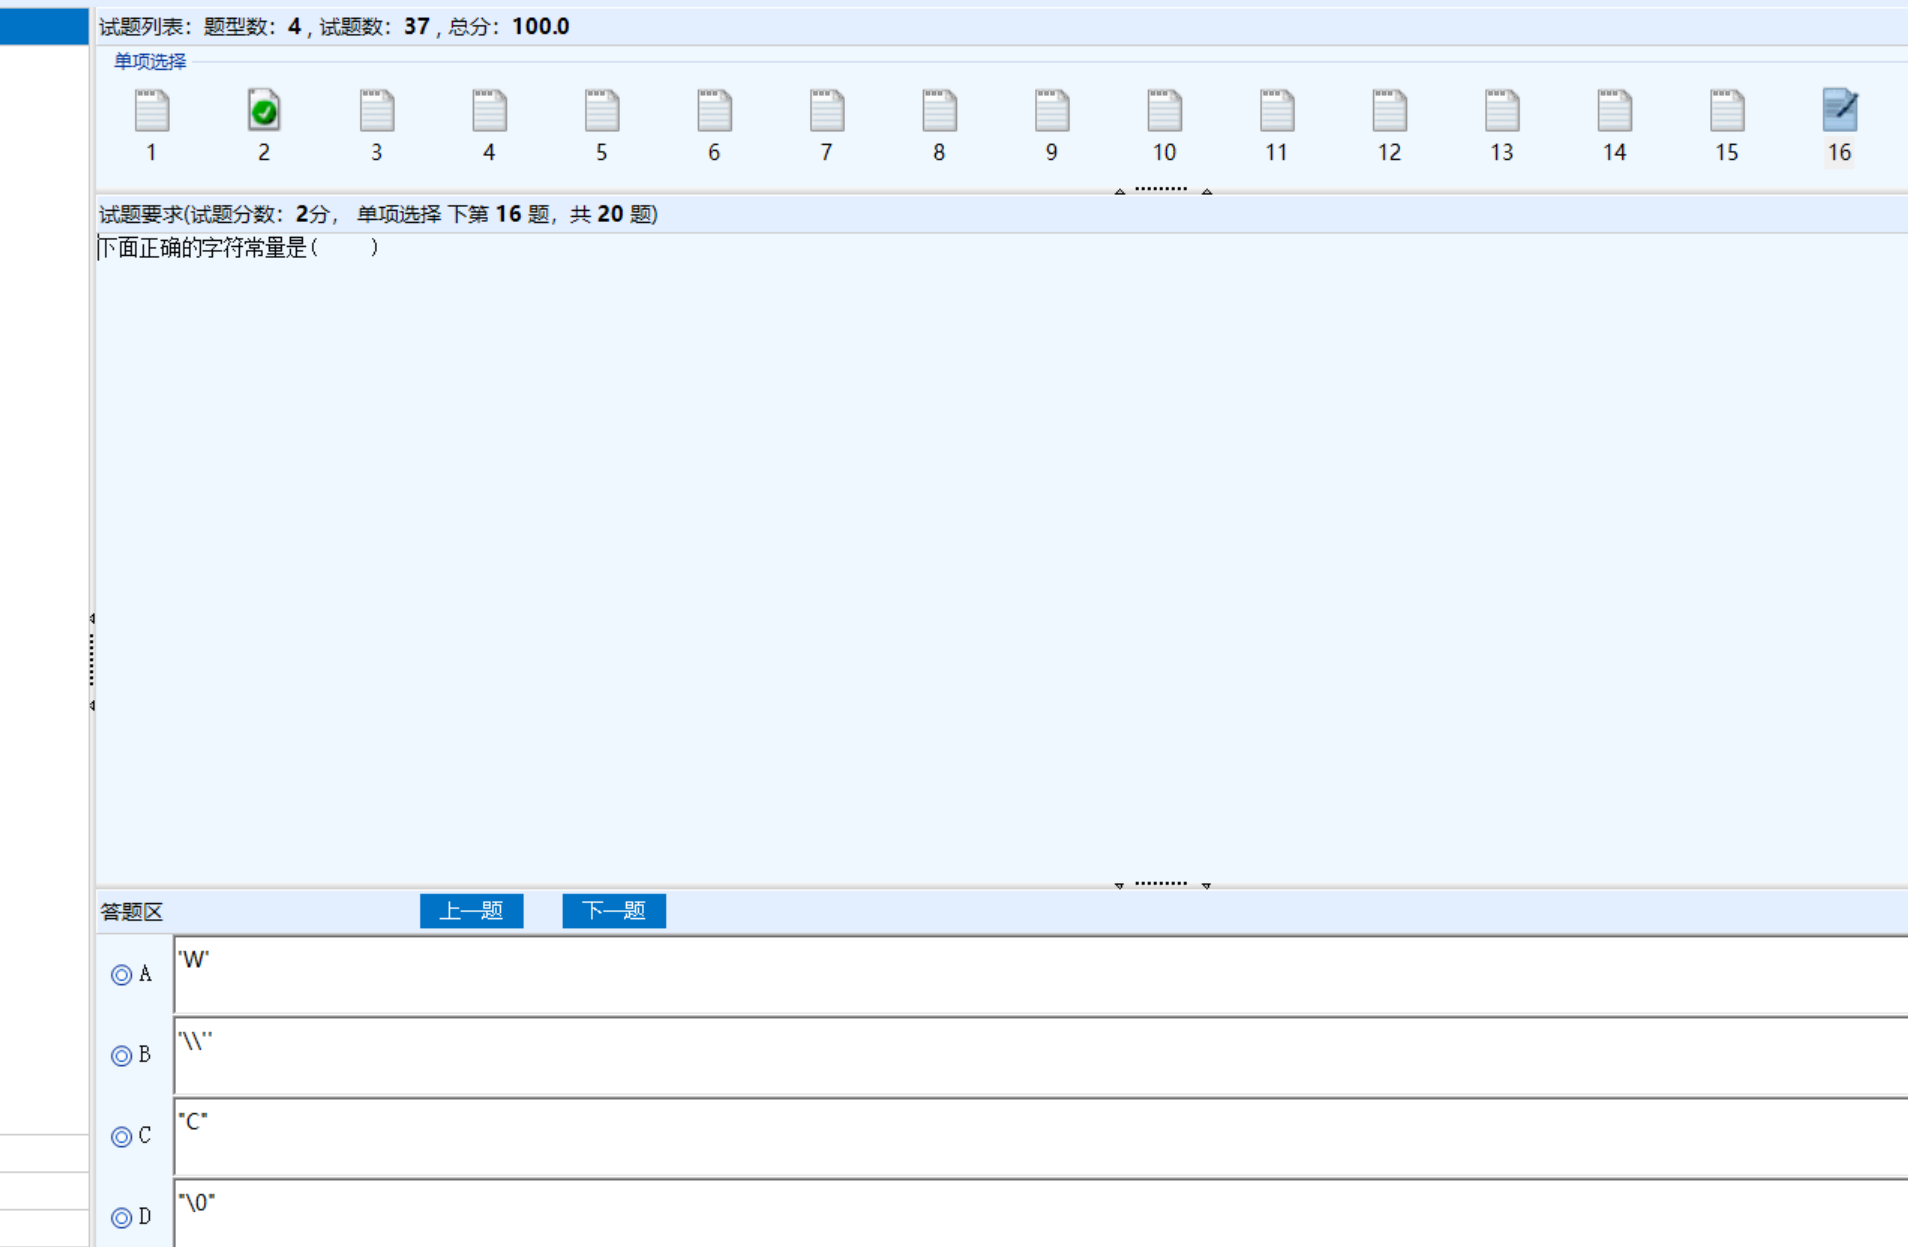 试题列表：题型数：4，试题数：37，总分：100.0
单项选择
1 2 3 4 5 6 7 8 9 10 11 12 13 14 15 16
试题要求(试题分数：2分， 单项选择 下第 16 题，共 20 题)
下面正确的字符常量是(    )
答题区 上一题 下一题
A 'W'
B '\\''
C "C"
D "\0"